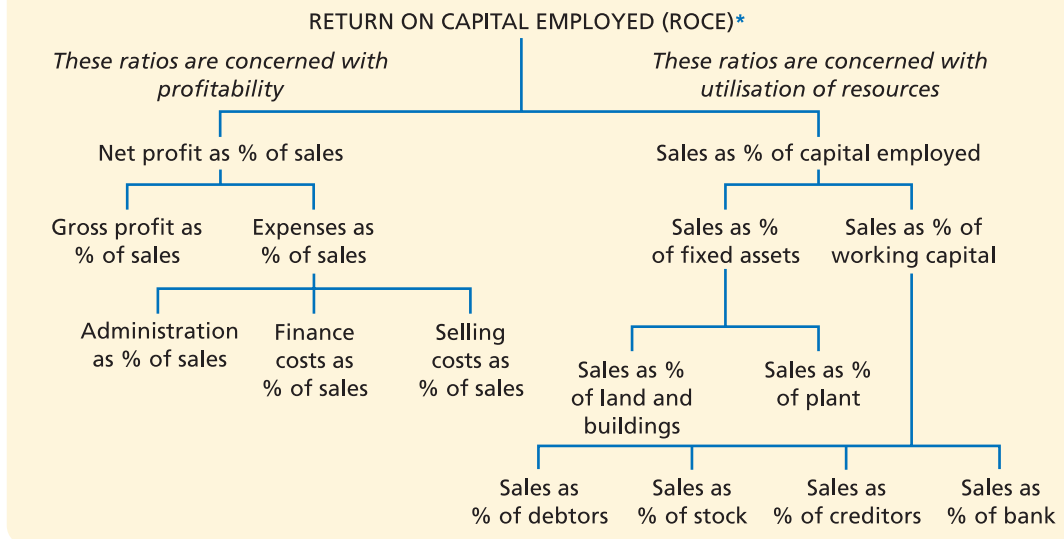 RETURN ON CAPITAL EMPLOYED (ROCE)*
These ratios are concerned with
profitability
These ratios are concerned with
utilisation of resources
Net profit as % of sales
Sales as % of capital employed
Gross profit as
% of sales
Expenses as
% of sales
Sales as %
of fixed assets
Sales as % of
working capital
Administration
as % of sales
Finance
costs as
% of sales
Selling
costs as
% of sales
Sales as %
of land and
buildings
Sales as %
of plant
Sales as
% of debtors
Sales as
% of stock
Sales as
% of creditors
Sales as
% of bank